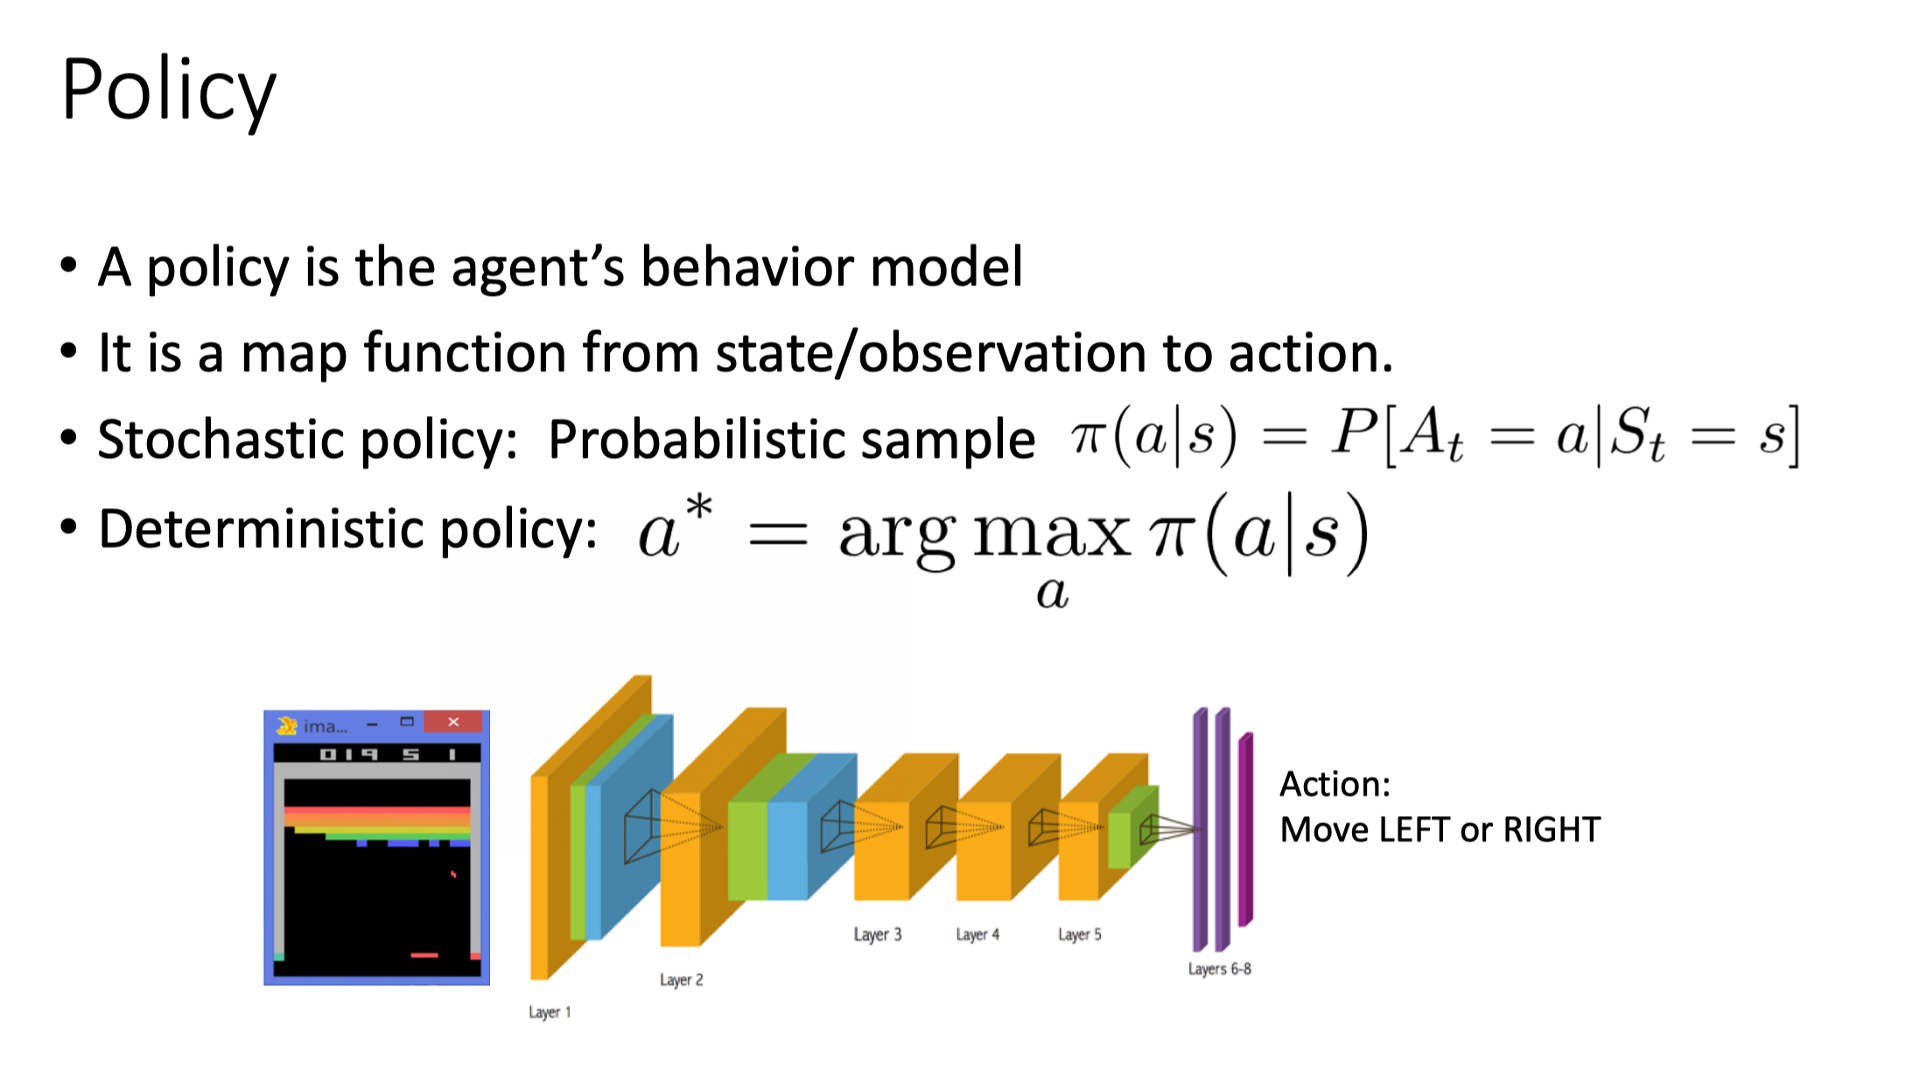 Policy
• A policy is the agent’s behavior model
• It is a map function from state/observation to action.
• Stochastic policy: Probabilistic sample π(a|s) = P[A_t = a|S_t = s]
• Deterministic policy: a* = arg max_a π(a|s)
ima...
019 5 1
Action:
Move LEFT or RIGHT
Layer 3 Layer 4 Layer 5
Layers 6-8
Layer 2
Layer 1